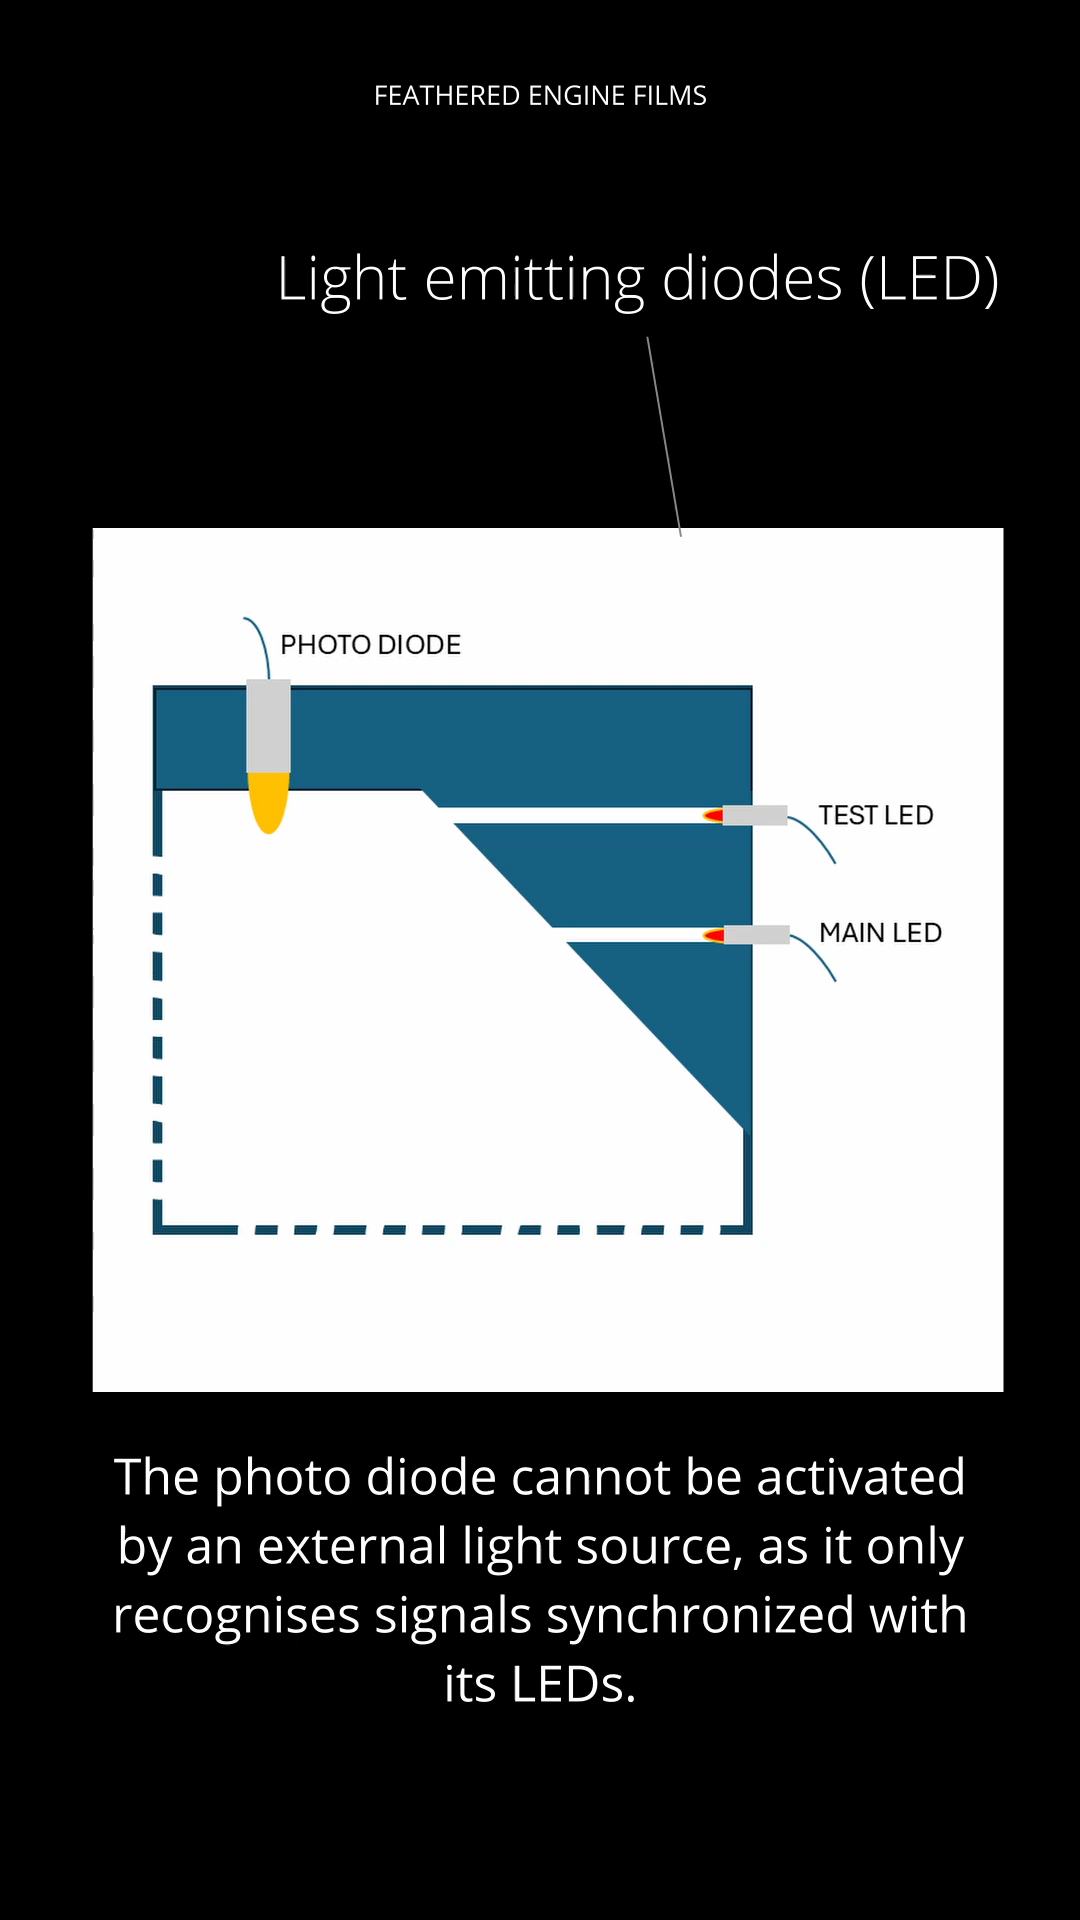 FEATHERED ENGINE FILMS
Light emitting diodes (LED)
PHOTO DIODE
TEST LED
MAIN LED
The photo diode cannot be activated
by an external light source, as it only
recognises signals synchronized with
its LEDs.